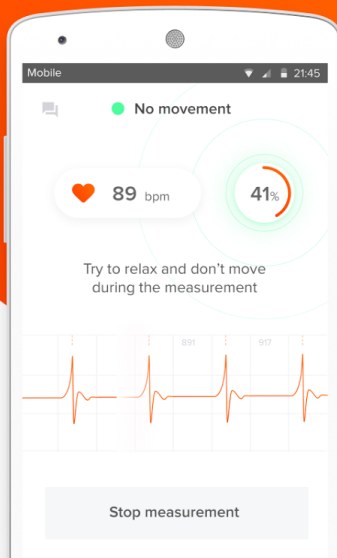 Mobile 21:45
No movement
89 bpm
41%
Try to relax and don't move
during the measurement
891 917
Stop measurement